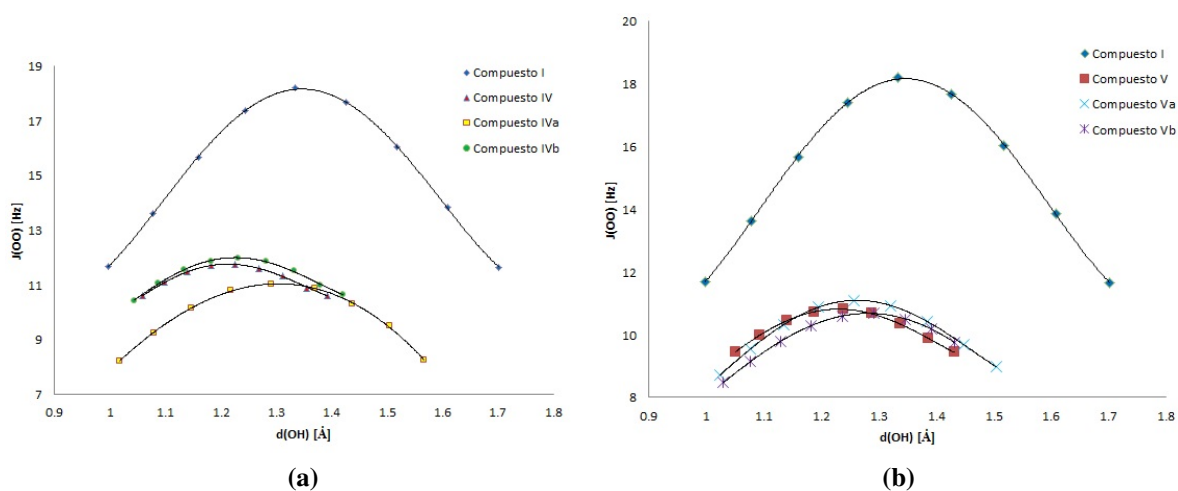 19
17
15
13
11
9
7
J(OO) [Hz]
0.9 1 1.1 1.2 1.3 1.4 1.5 1.6 1.7 1.8
d(OH) [Å]
Compuesto I
Compuesto IV
Compuesto IVa
Compuesto IVb
(a)
20
18
16
14
12
10
8
J(OO) [Hz]
0.9 1 1.1 1.2 1.3 1.4 1.5 1.6 1.7 1.8
d(OH) [Å]
Compuesto I
Compuesto V
Compuesto Va
Compuesto Vb
(b)